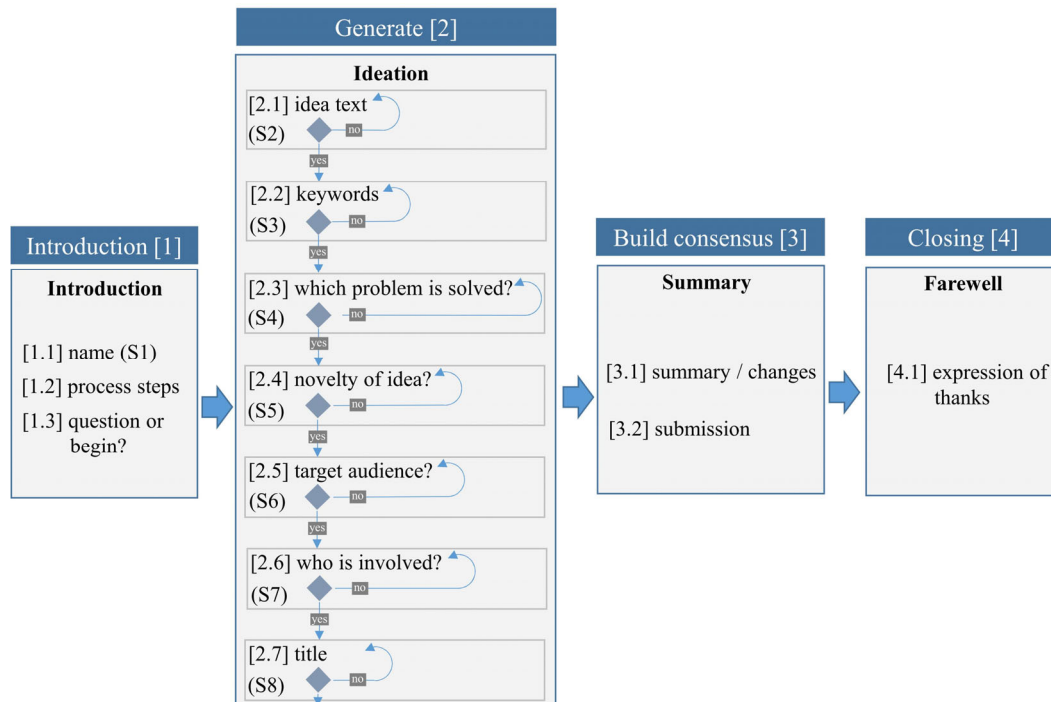 Introduction [1]
Introduction
[1.1] name (S1)
[1.2] process steps
[1.3] question or
begin?
Generate [2]
Ideation
[2.1] idea text
(S2)
no
yes
[2.2] keywords
(S3)
no
yes
[2.3] which problem is solved?
(S4)
no
yes
[2.4] novelty of idea?
(S5)
no
yes
[2.5] target audience?
(S6)
no
yes
[2.6] who is involved?
(S7)
no
yes
[2.7] title
(S8)
no
Build consensus [3]
Summary
[3.1] summary / changes
[3.2] submission
Closing [4]
Farewell
[4.1] expression of
thanks